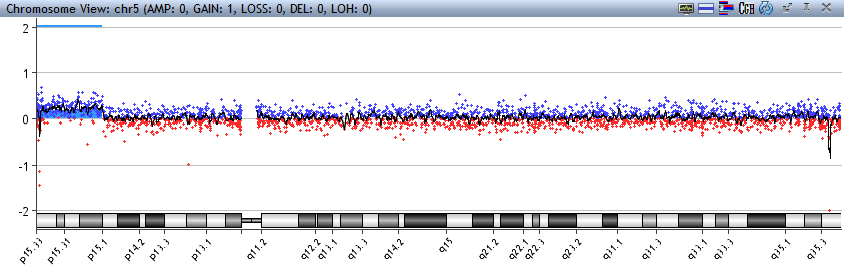 Chromosome View: chr5 (AMP: 0, GAIN: 1, LOSS: 0, DEL: 0, LOH: 0)
2
1
0
-1
-2
p15.33 p15.31 p15.1 p14.2 p13.3 p13.1 q11.2 q12.2 q13.1 q13.3 q14.2 q15 q21.2 q22.1 q22.3 q23.2 q31.1 q31.3 q33.1 q33.3 q35.1 q35.3